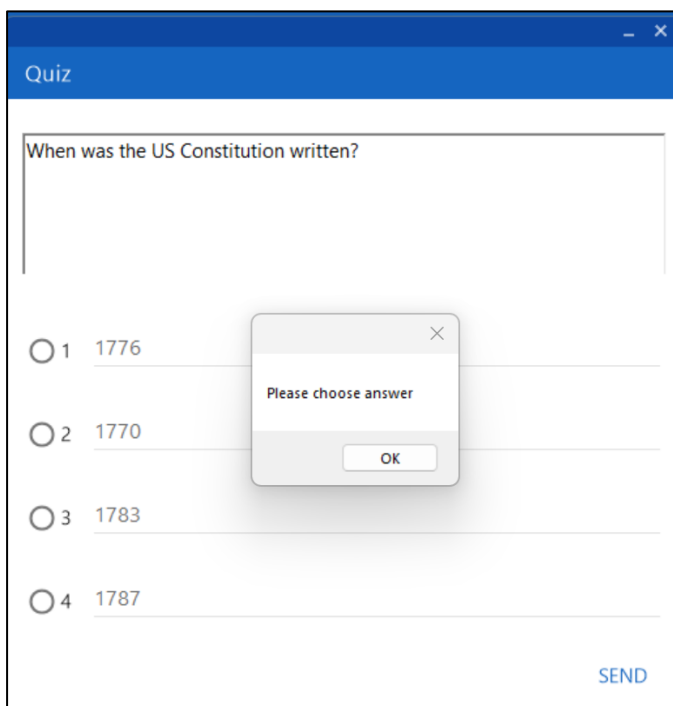 Quiz
When was the US Constitution written?
1 1776
Please choose answer
2 1770
OK
3 1783
4 1787
SEND